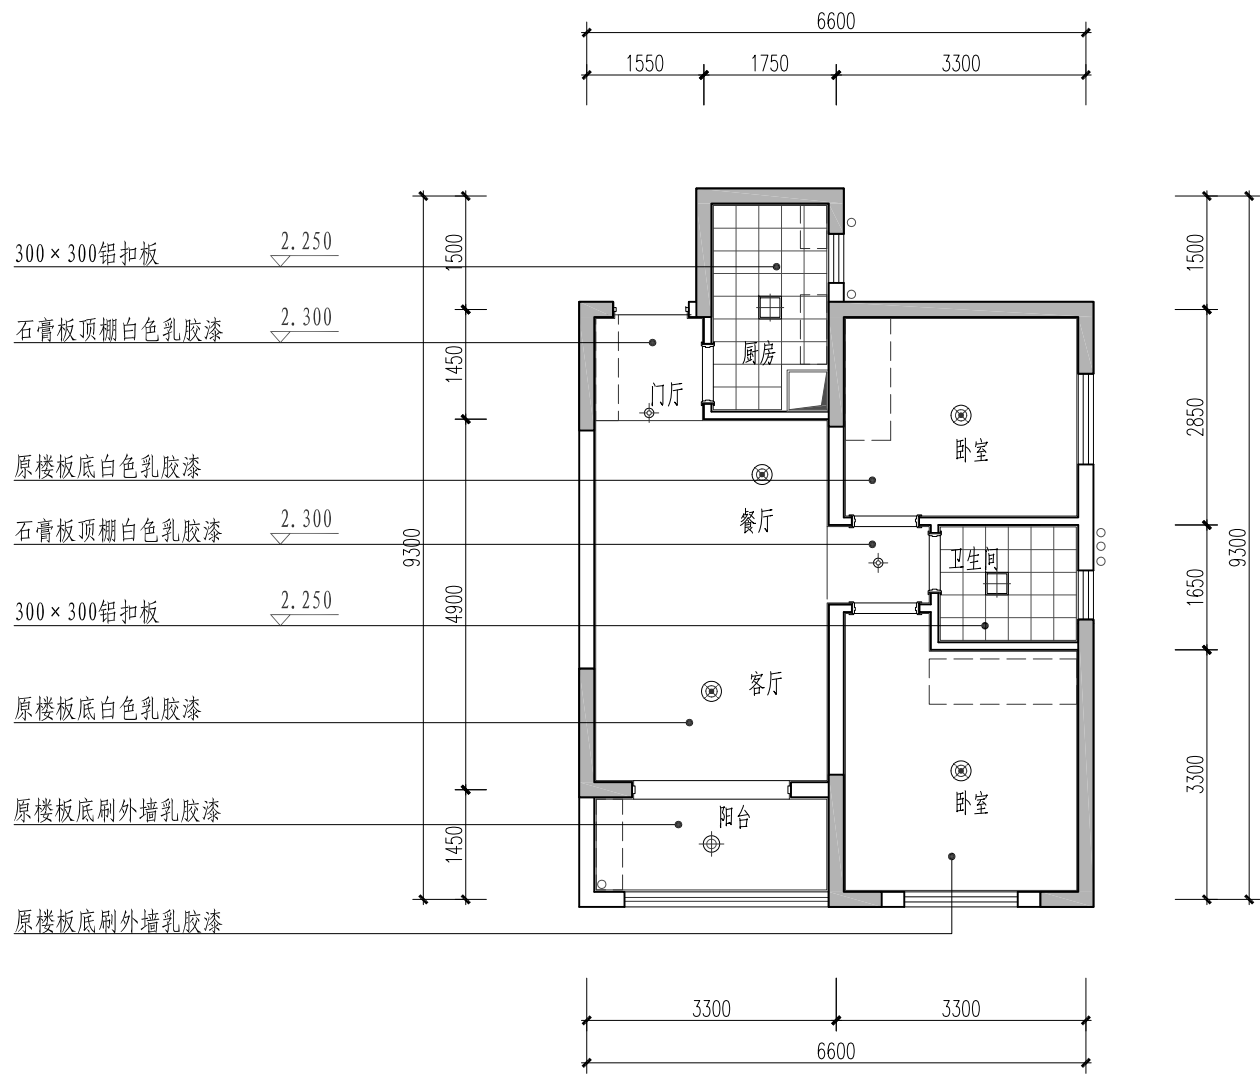 6600
1550
1750
3300
300×300铝扣板
2.250
石膏板顶棚白色乳胶漆
2.300
原楼板底白色乳胶漆
石膏板顶棚白色乳胶漆
2.300
300×300铝扣板
2.250
原楼板底白色乳胶漆
原楼板底刷外墙乳胶漆
原楼板底刷外墙乳胶漆
9300
1500
1450
4900
1450
厨房
门厅
卧室
餐厅
卫生间
客厅
卧室
阳台
1500
2850
1650
3300
9300
3300
3300
6600